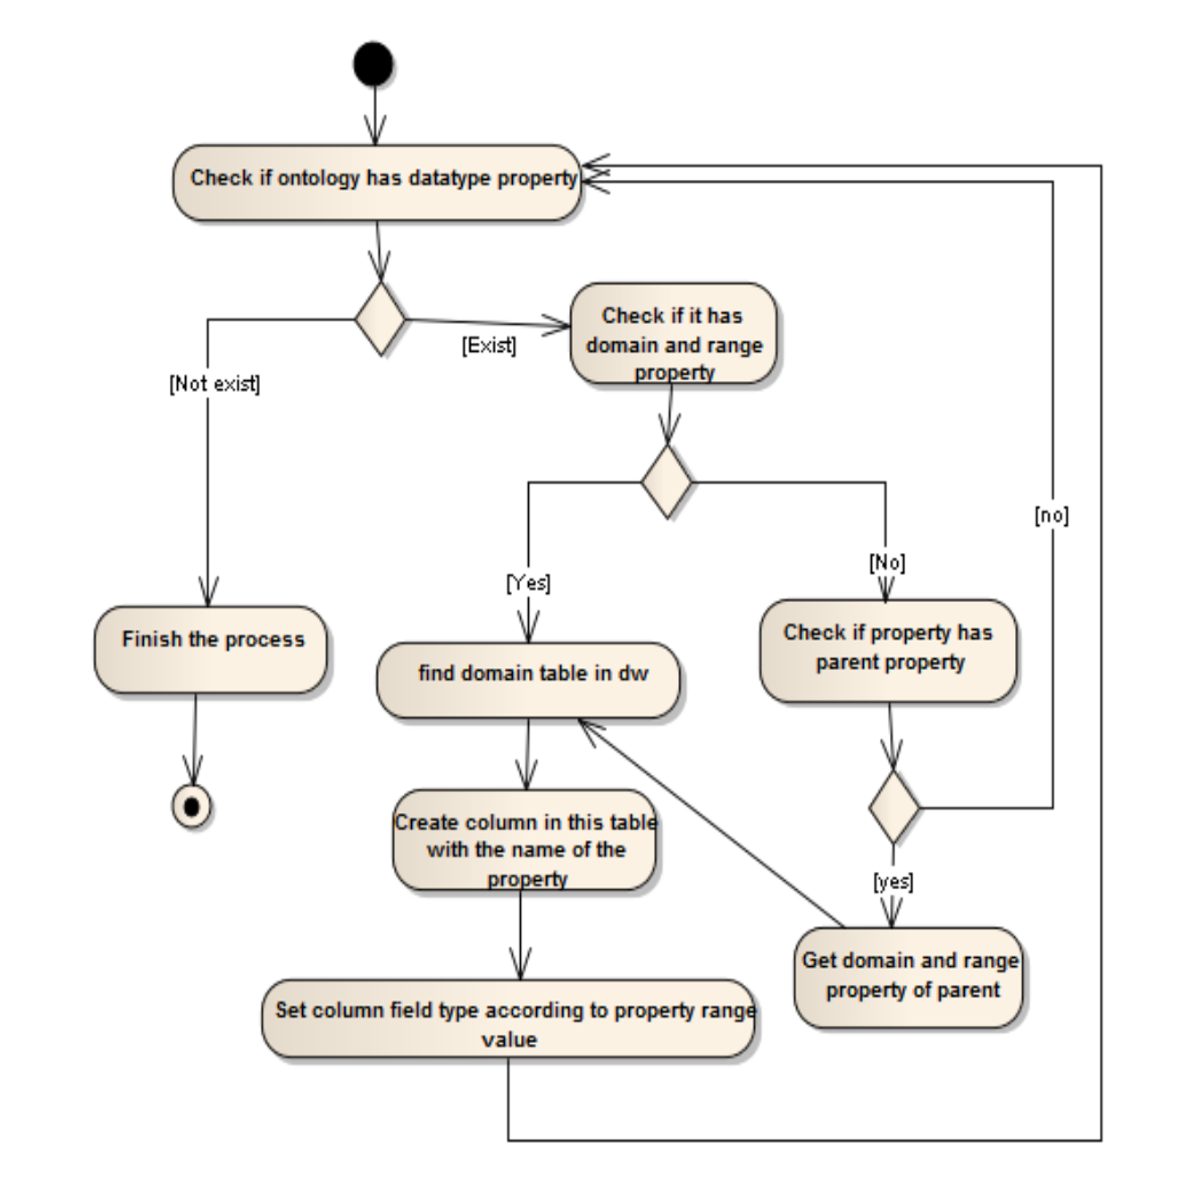 Check if ontology has datatype property
Check if it has
domain and range
property
[Exist]
[Not exist]
[no]
[No]
[Yes]
Finish the process
Check if property has
parent property
find domain table in dw
Create column in this table
with the name of the
property
[yes]
Get domain and range
property of parent
Set column field type according to property range
value